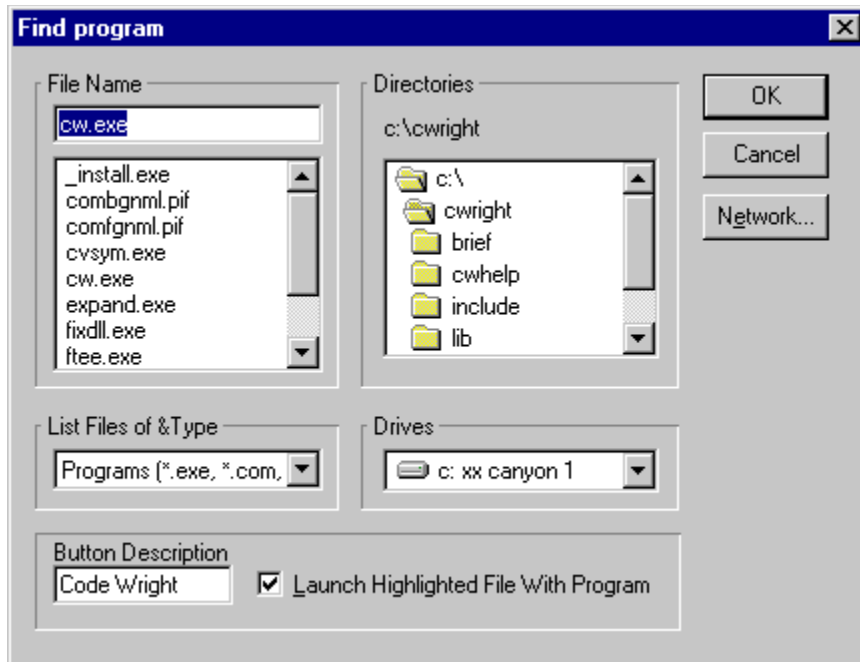 Find program
File Name
cw.exe
_install.exe
combgnml.pif
comfgnml.pif
cvsym.exe
cw.exe
expand.exe
fixdll.exe
ftee.exe
Directories
c:\cwright
c:\
cwright
brief
cwhelp
include
lib
OK
Cancel
Network...
List Files of &Type
Programs (*.exe, *.com,
Drives
c: xx canyon 1
Button Description
Code Wright
Launch Highlighted File With Program